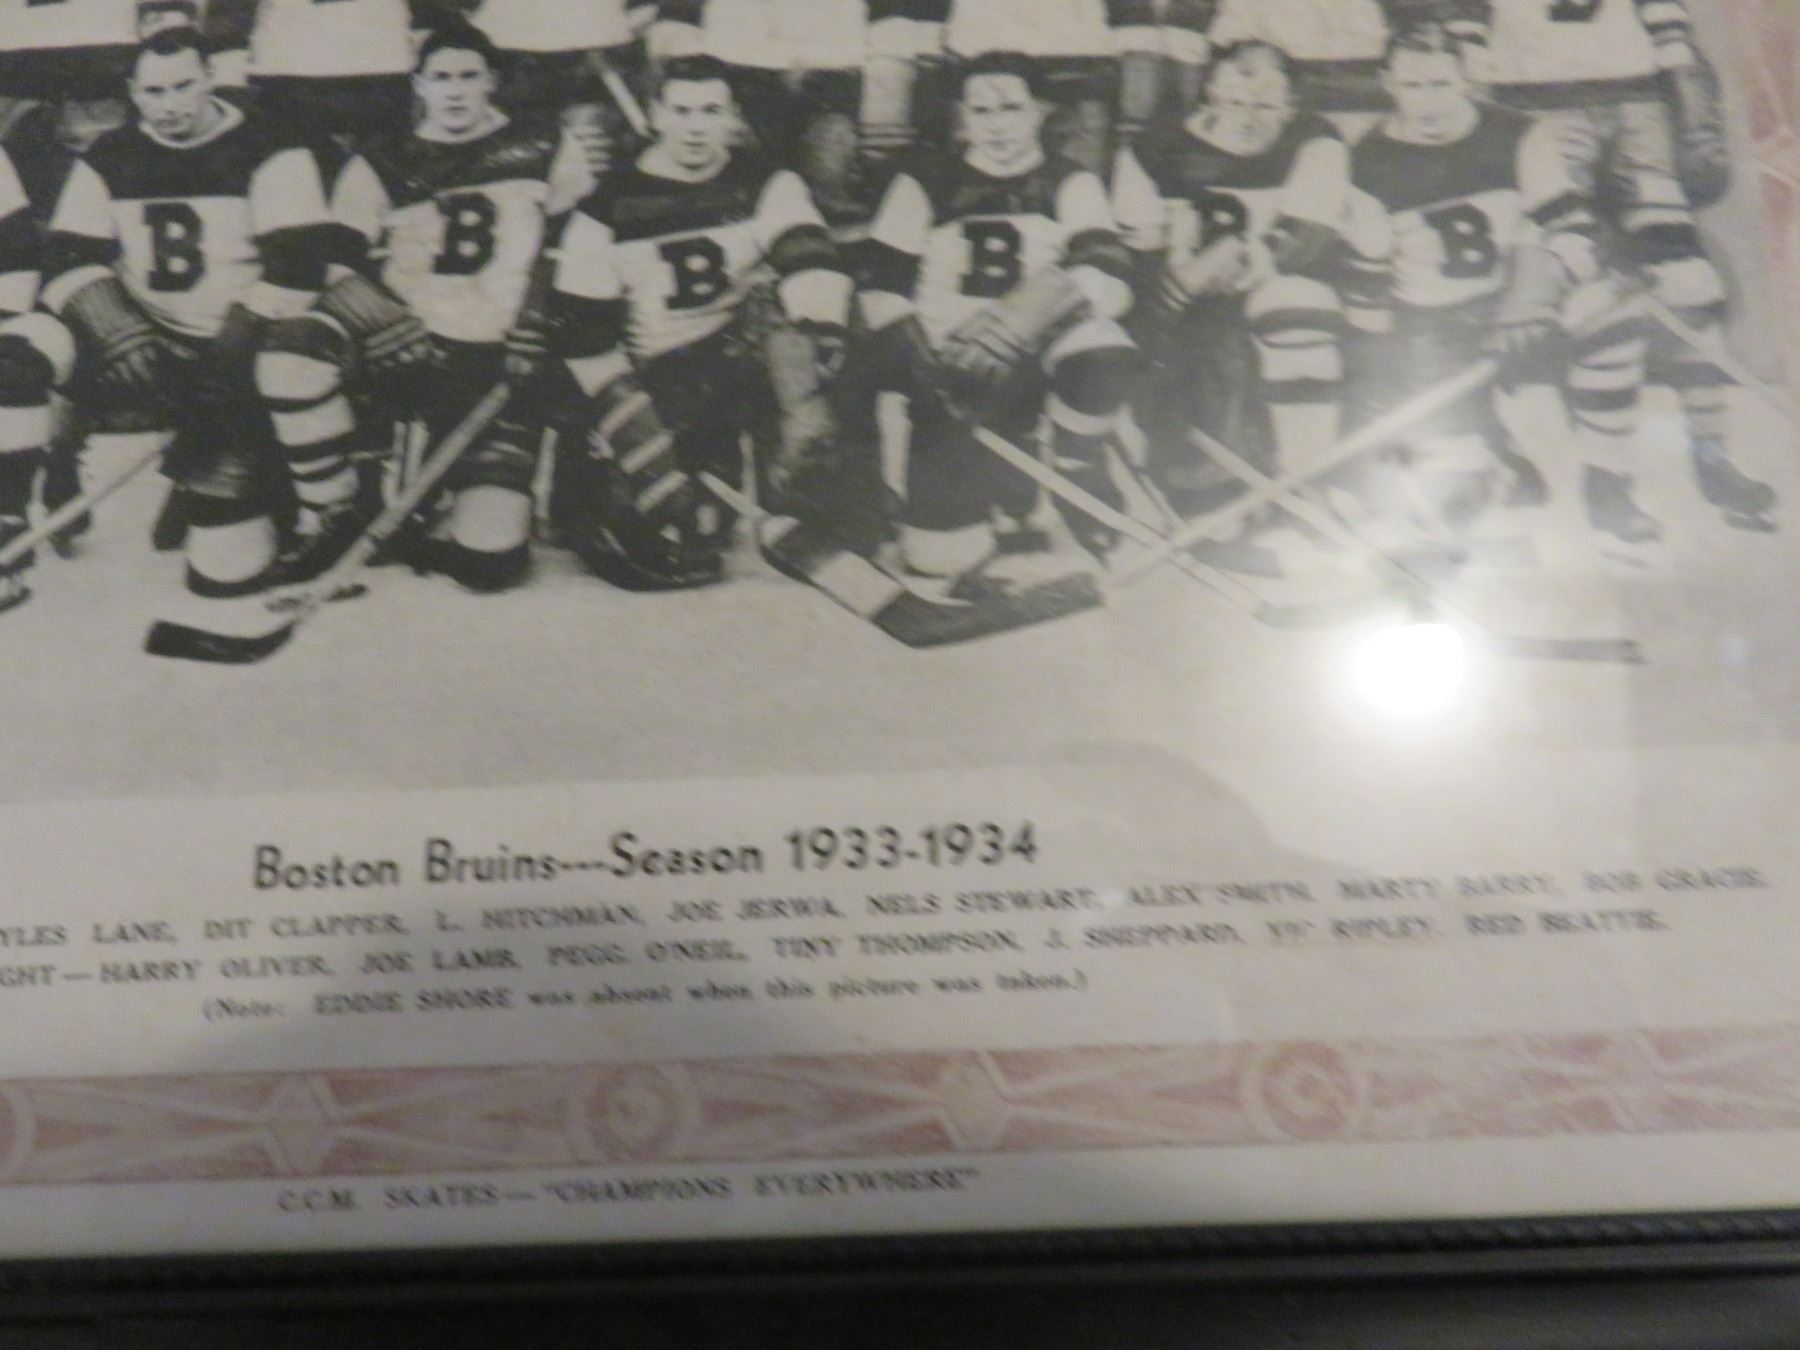 B B B B B B
Boston Bruins---Season 1933-1934
YLES LANE, DIT CLAPPER, L. HITCHMAN, JOE JERWA, NELS STEWART, ALEX SMITH, MARTY BARRY, BOB GRACIE.
GHT—HARRY OLIVER, JOE LAMB, PEGG. O'NEIL, TINY THOMPSON, J. SHEPPARD, VIC RIPLEY, RED BEATTIE.
(Note: EDDIE SHORE was absent when this picture was taken.)
C.C.M. SKATES—"CHAMPIONS EVERYWHERE"